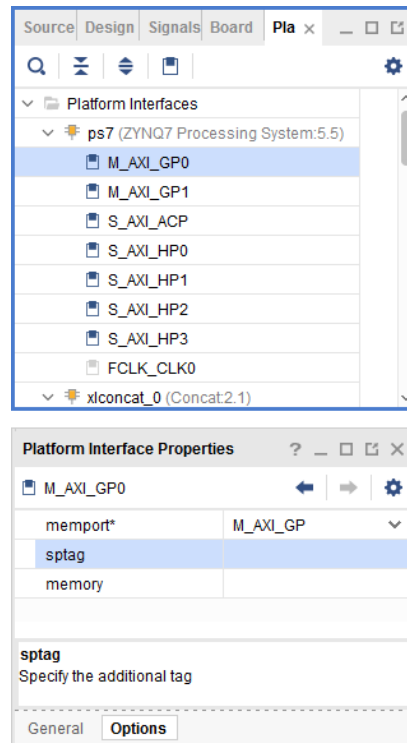 Source Design Signals Board Pla
Platform Interfaces
ps7 (ZYNQ7 Processing System:5.5)
M_AXI_GP0
M_AXI_GP1
S_AXI_ACP
S_AXI_HP0
S_AXI_HP1
S_AXI_HP2
S_AXI_HP3
FCLK_CLK0
xlconcat_0 (Concat:2.1)
Platform Interface Properties
M_AXI_GP0
memport* M_AXI_GP
sptag
memory
sptag
Specify the additional tag
General Options